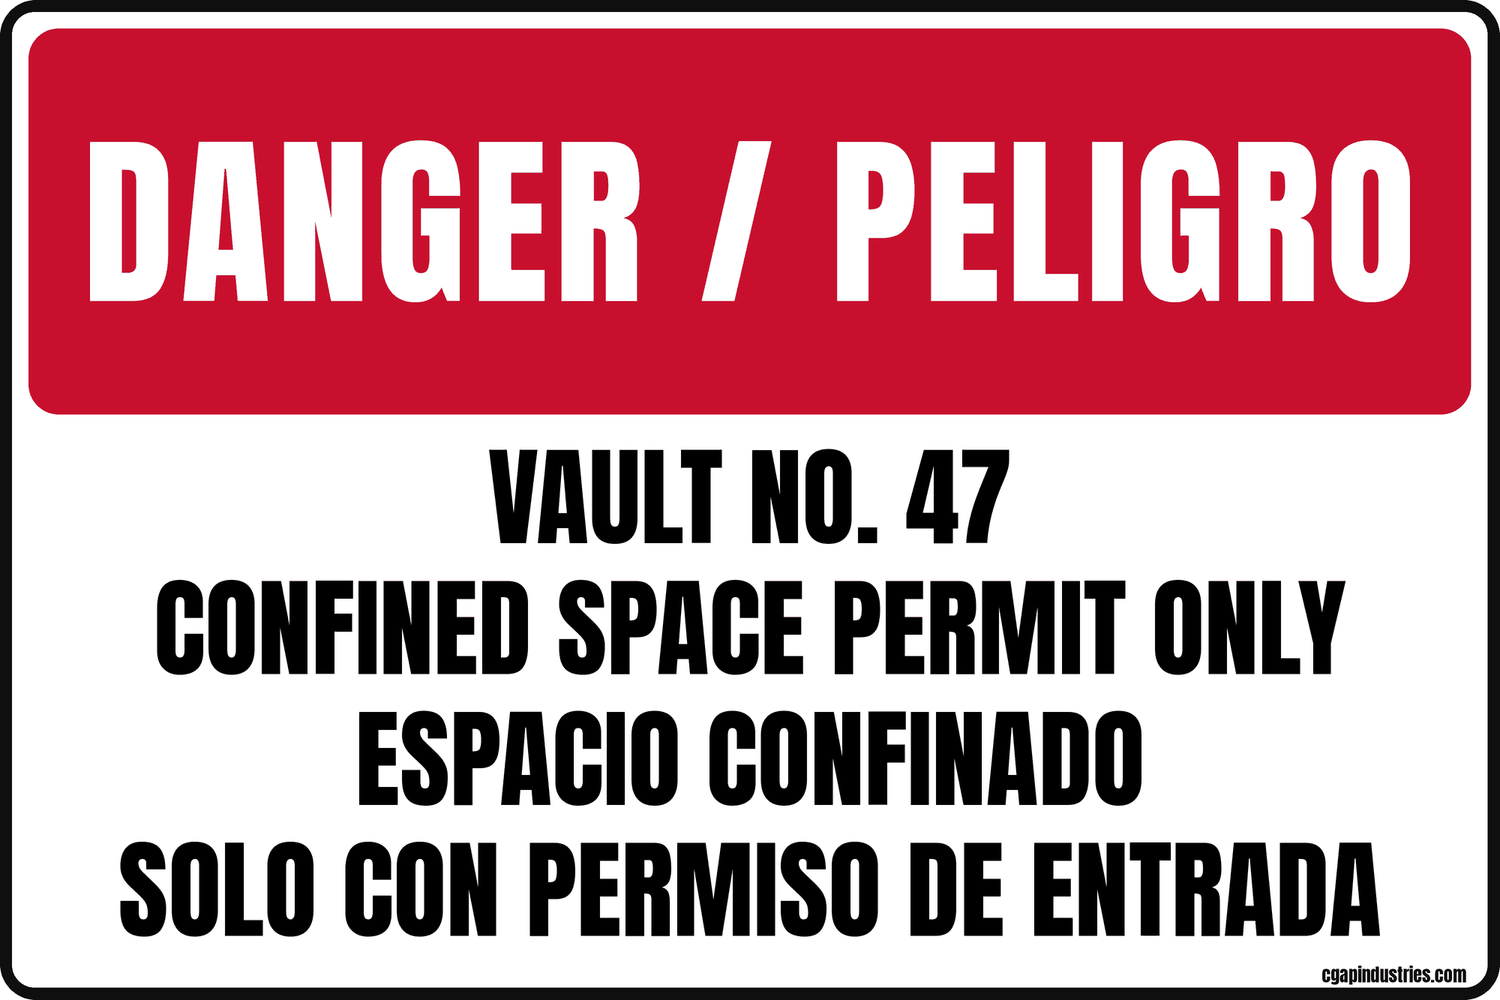 DANGER / PELIGRO
VAULT NO. 47
CONFINED SPACE PERMIT ONLY
ESPACIO CONFINADO
SOLO CON PERMISO DE ENTRADA
cgapindustries.com